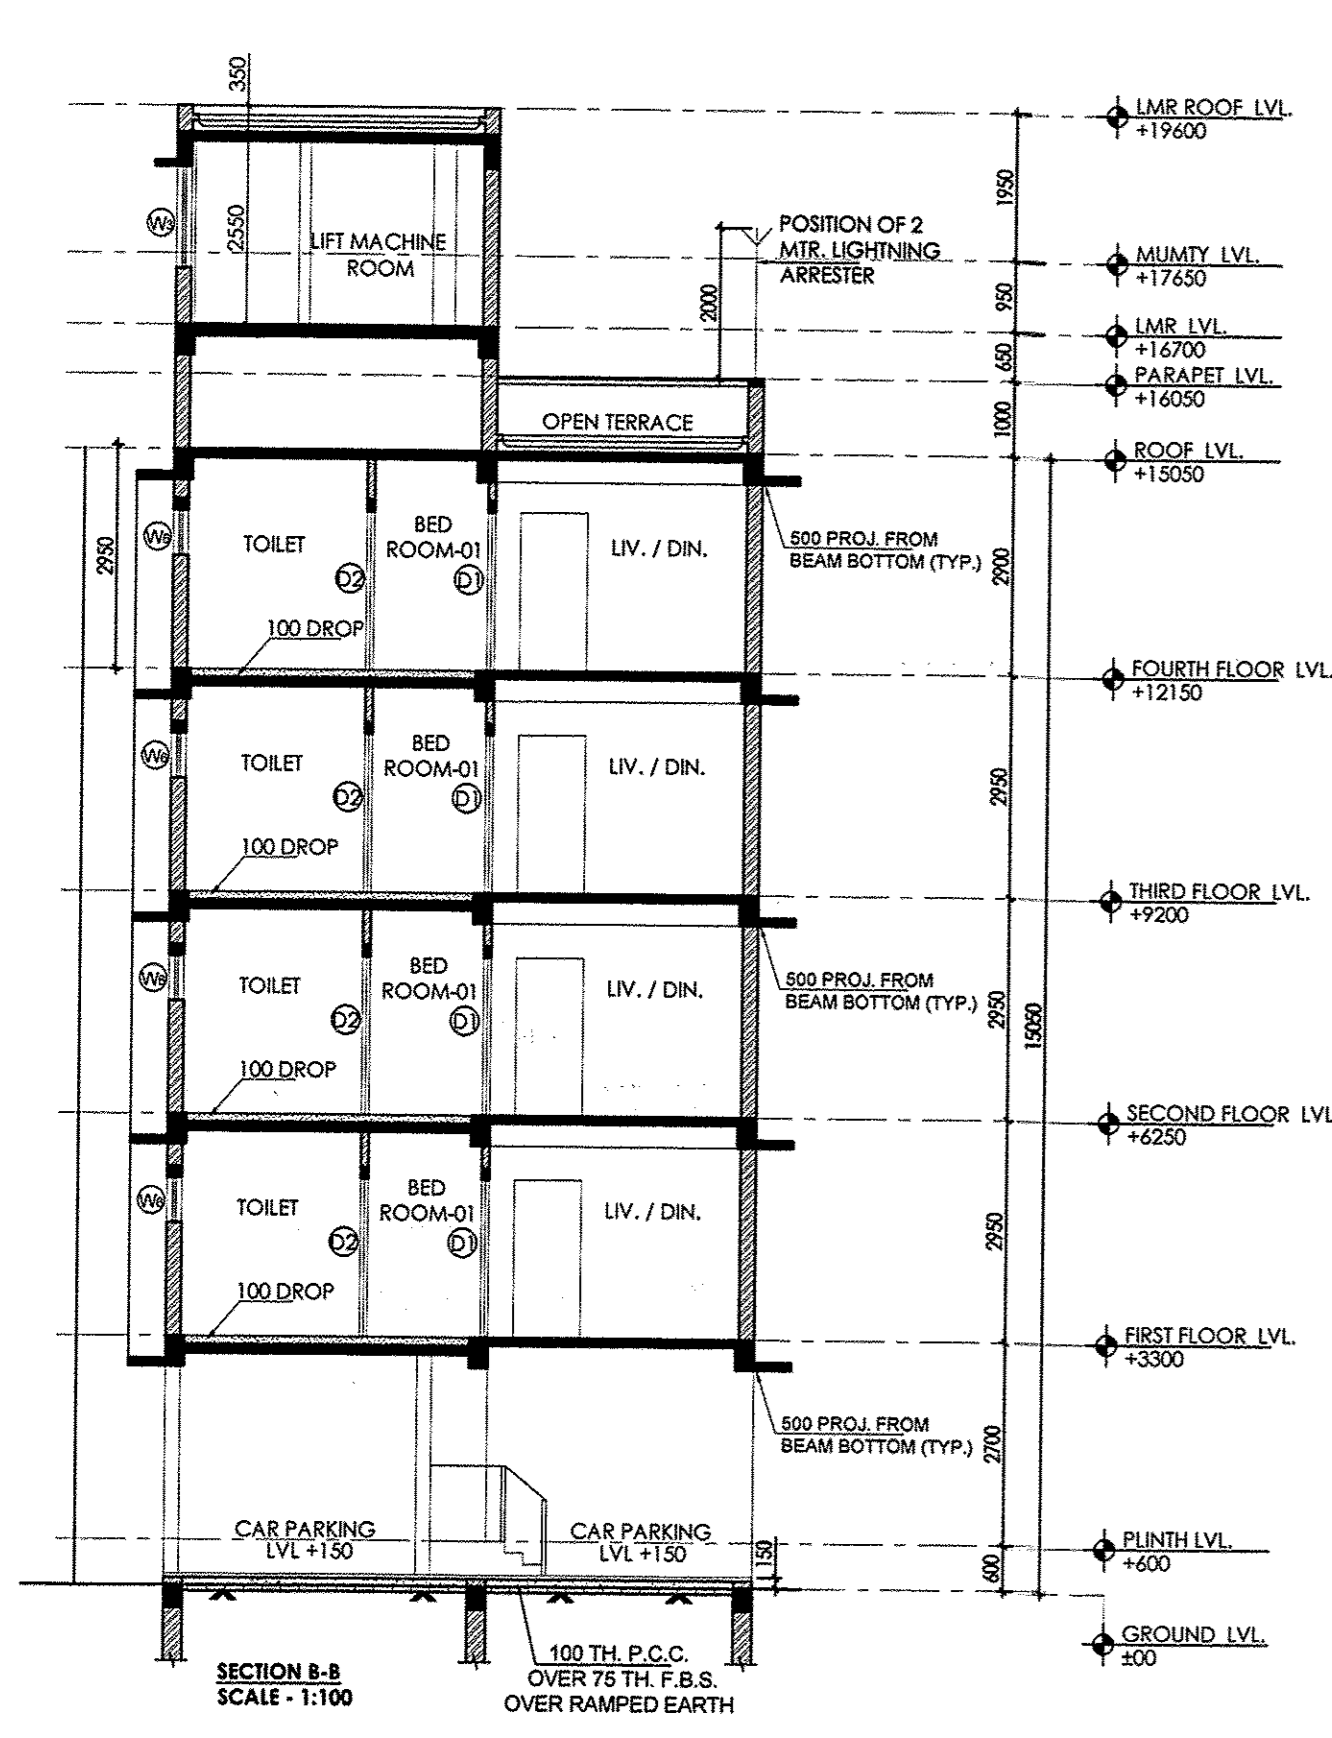 350
LMR ROOF LVL.
+19600
1950
W3
2550
LIFT MACHINE
ROOM
POSITION OF 2
MTR. LIGHTNING
ARRESTER
2000
MUMTY LVL.
+17650
950
LMR LVL.
+16700
650
PARAPET LVL.
+16050
1000
OPEN TERRACE
ROOF LVL.
+15050
2950
W6
TOILET
D2
BED
ROOM-01
D1
LIV. / DIN.
500 PROJ. FROM
BEAM BOTTOM (TYP.)
2900
100 DROP
FOURTH FLOOR LVL.
+12150
W6
TOILET
D2
BED
ROOM-01
D1
LIV. / DIN.
2950
100 DROP
THIRD FLOOR LVL.
+9200
W6
TOILET
D2
BED
ROOM-01
D1
LIV. / DIN.
500 PROJ. FROM
BEAM BOTTOM (TYP.)
2950
15050
100 DROP
SECOND FLOOR LVL
+6250
W6
TOILET
D2
BED
ROOM-01
D1
LIV. / DIN.
2950
100 DROP
FIRST FLOOR LVL.
+3300
500 PROJ. FROM
BEAM BOTTOM (TYP.)
2700
CAR PARKING
LVL +150
CAR PARKING
LVL +150
150
PLINTH LVL.
+600
600
GROUND LVL.
±00
100 TH. P.C.C.
OVER 75 TH. F.B.S.
OVER RAMPED EARTH
SECTION B-B
SCALE - 1:100